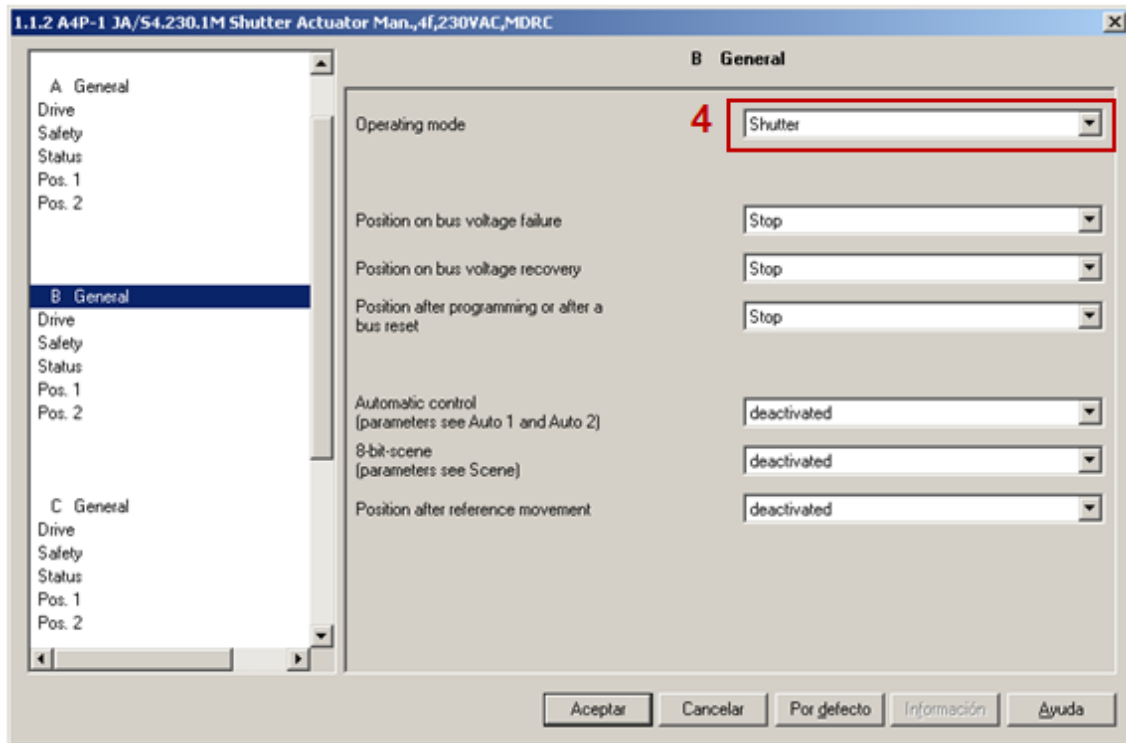 1.1.2 A4P-1 JA/S4.230.1M Shutter Actuator Man.,4f,230VAC,MDRC
A General
Drive
Safety
Status
Pos. 1
Pos. 2
B General
Drive
Safety
Status
Pos. 1
Pos. 2
C General
Drive
Safety
Status
Pos. 1
Pos. 2
B General
Operating mode
4
Shutter
Position on bus voltage failure
Stop
Position on bus voltage recovery
Stop
Position after programming or after a
bus reset
Stop
Automatic control
(parameters see Auto 1 and Auto 2)
deactivated
8-bit-scene
(parameters see Scene)
deactivated
Position after reference movement
deactivated
Aceptar
Cancelar
Por defecto
Información
Ayuda